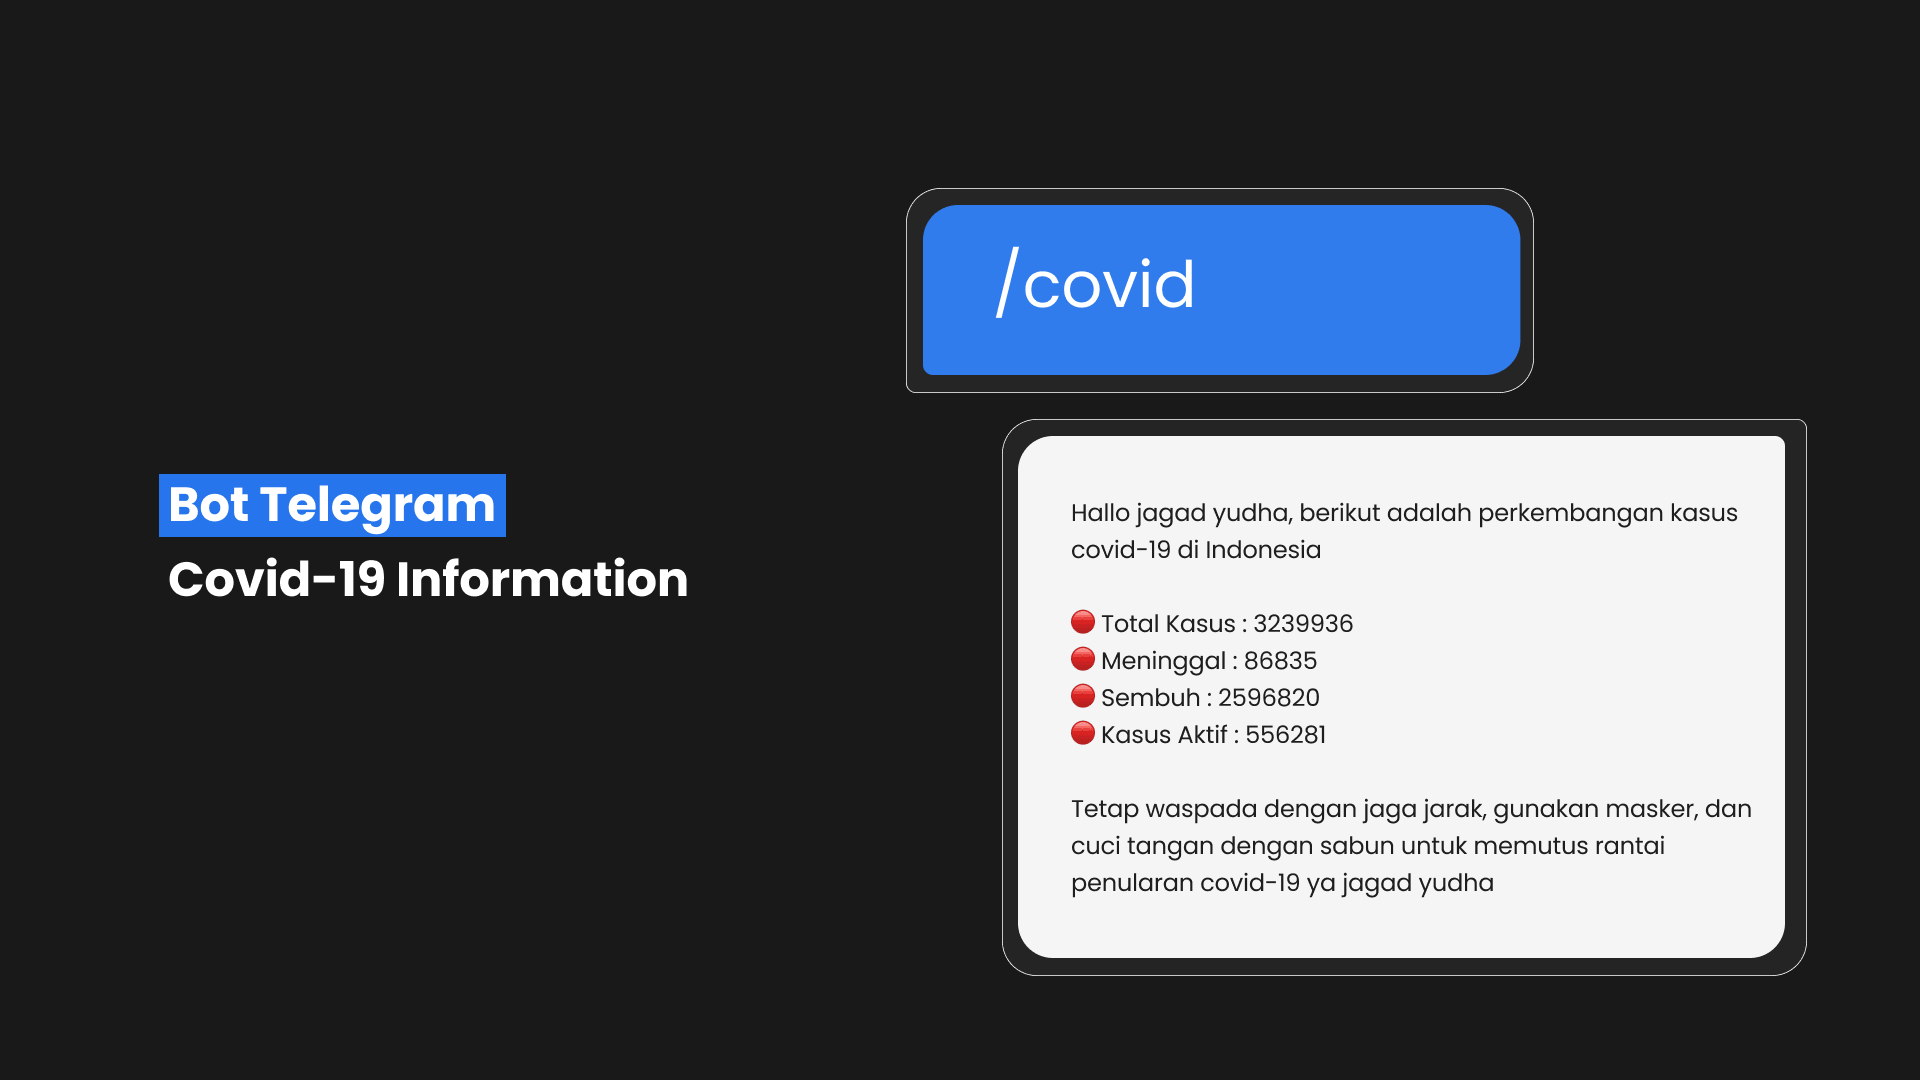 Bot Telegram
Covid-19 Information
/covid
Hallo jagad yudha, berikut adalah perkembangan kasus
covid-19 di Indonesia
🔴 Total Kasus : 3239936
🔴 Meninggal : 86835
🔴 Sembuh : 2596820
🔴 Kasus Aktif : 556281
Tetap waspada dengan jaga jarak, gunakan masker, dan
cuci tangan dengan sabun untuk memutus rantai
penularan covid-19 ya jagad yudha